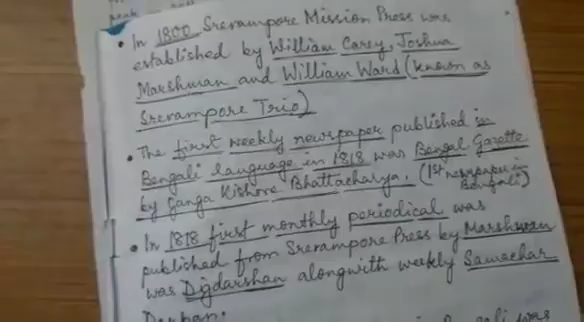 • In 1800 Srerampore Mission Press was
established by William Carey, Joshua
Marshman and William Ward (known as
Srerampore Trio)
• The first weekly newspaper published in
Bengali language in 1818 was Bengal Gazette
by Ganga Kishore Bhattacharya. (1st newspaper in
Bengali)
• In 1818 first monthly periodical was
published from Srerampore Press by Marshman
was Digdarshan alongwith weekly Samachar
Darpan.
was